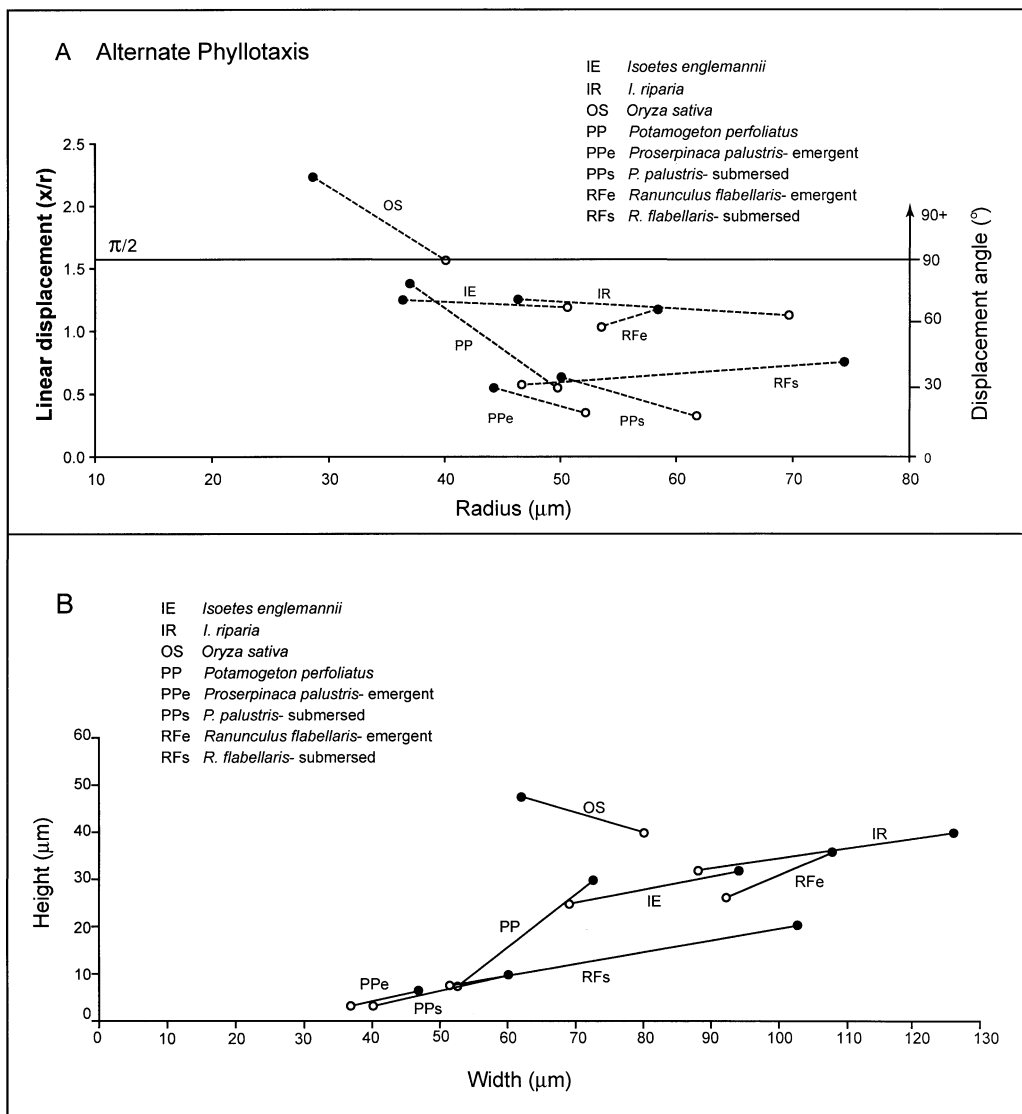 A Alternate Phyllotaxis
IE Isoetes englemannii
IR I. riparia
OS Oryza sativa
PP Potamogeton perfoliatus
PPe Proserpinaca palustris- emergent
PPs P. palustris- submersed
RFe Ranunculus flabellaris- emergent
RFs R. flabellaris- submersed
Linear displacement (x/r)
2.5
2.0
1.5
1.0
0.5
0.0
π/2
OS
IE
IR
PP
RFe
RFs
PPe
PPs
90+
90
60
30
0
Displacement angle (°)
10 20 30 40 50 60 70 80
Radius (μm)
B
IE Isoetes englemannii
IR I. riparia
OS Oryza sativa
PP Potamogeton perfoliatus
PPe Proserpinaca palustris- emergent
PPs P. palustris- submersed
RFe Ranunculus flabellaris- emergent
RFs R. flabellaris- submersed
Height (μm)
60
50
40
30
20
10
0
OS
IR
RFe
IE
PP
RFs
PPe
PPs
0 10 20 30 40 50 60 70 80 90 100 110 120 130
Width (μm)